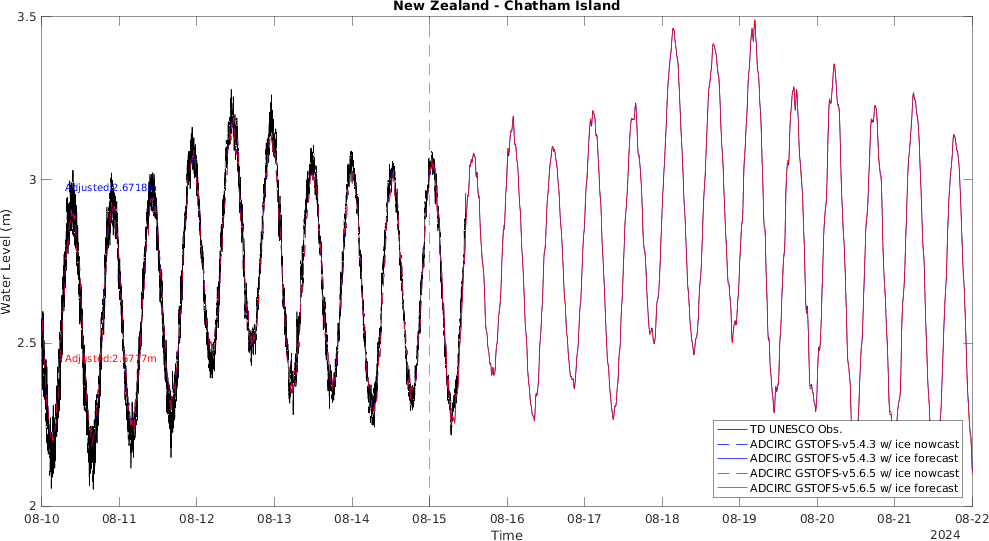 New Zealand - Chatham Island
3.5
3
2.5
2
Water Level (m)
Adjusted:2.6718m
Adjusted:2.6777m
TD UNESCO Obs.
ADCIRC GSTOFS-v5.4.3 w/ ice nowcast
ADCIRC GSTOFS-v5.4.3 w/ ice forecast
ADCIRC GSTOFS-v5.6.5 w/ ice nowcast
ADCIRC GSTOFS-v5.6.5 w/ ice forecast
08-10 08-11 08-12 08-13 08-14 08-15 08-16 08-17 08-18 08-19 08-20 08-21 08-22
Time
2024